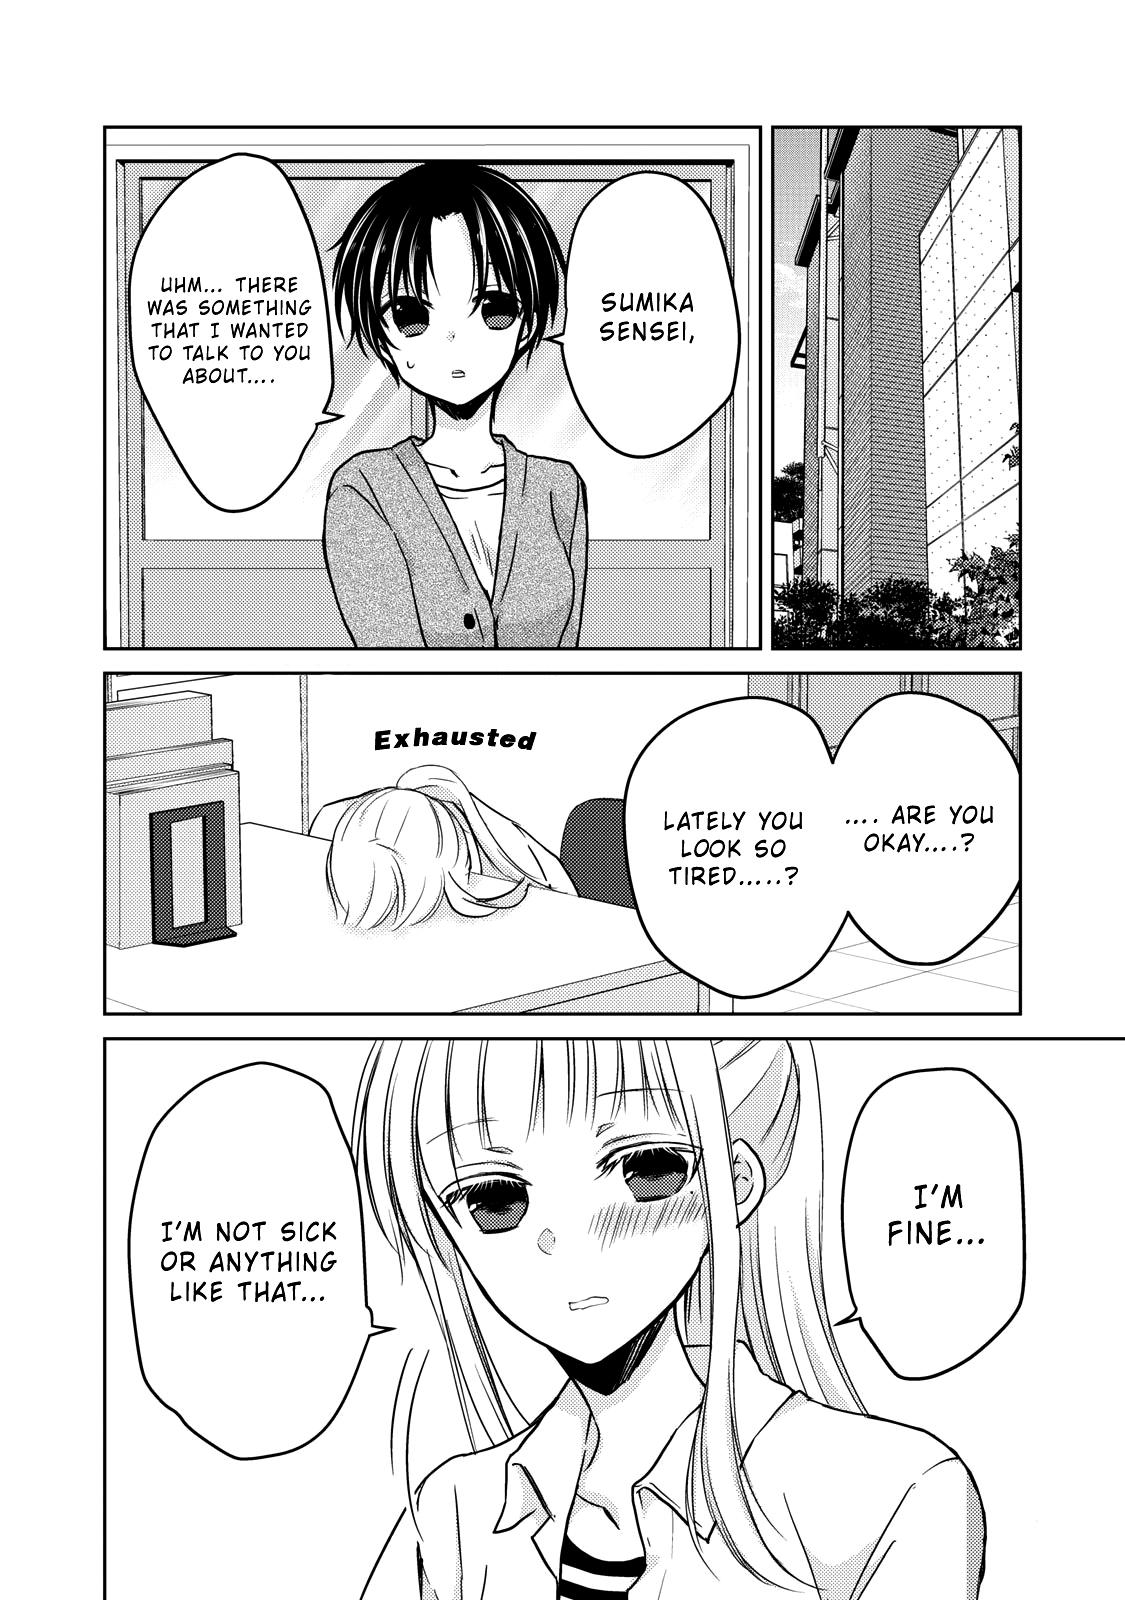 SUMIKA
SENSEI,
UHM... THERE
WAS SOMETHING
THAT I WANTED
TO TALK TO YOU
ABOUT....
.... ARE YOU
OKAY....?
LATELY YOU
LOOK SO
TIRED.....?
Exhausted
I'M
FINE...
I'M NOT SICK
OR ANYTHING
LIKE THAT...